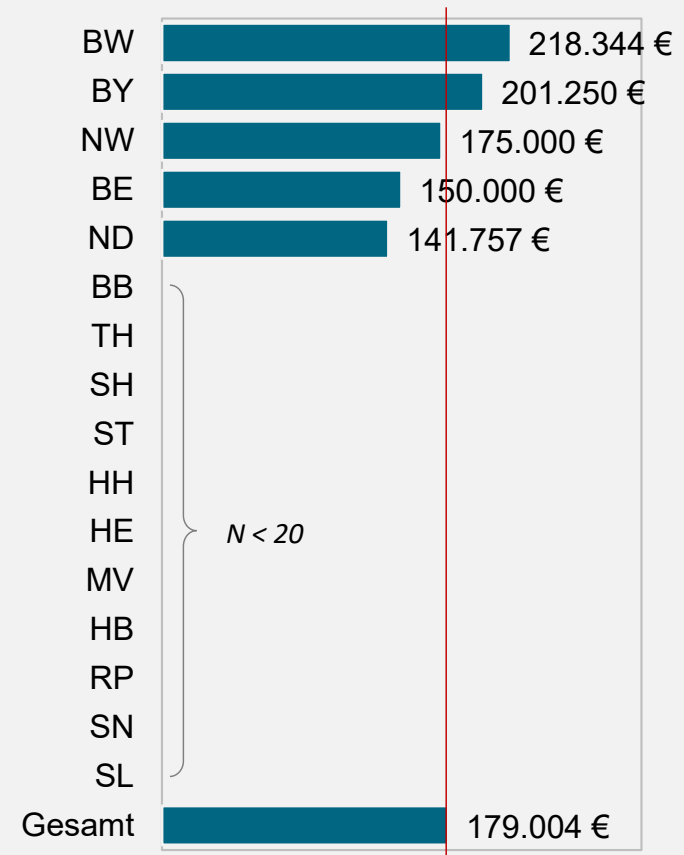 BW 218.344 €
BY 201.250 €
NW 175.000 €
BE 150.000 €
ND 141.757 €
BB
TH
SH
ST
HH
HE N < 20
MV
HB
RP
SN
SL
Gesamt 179.004 €